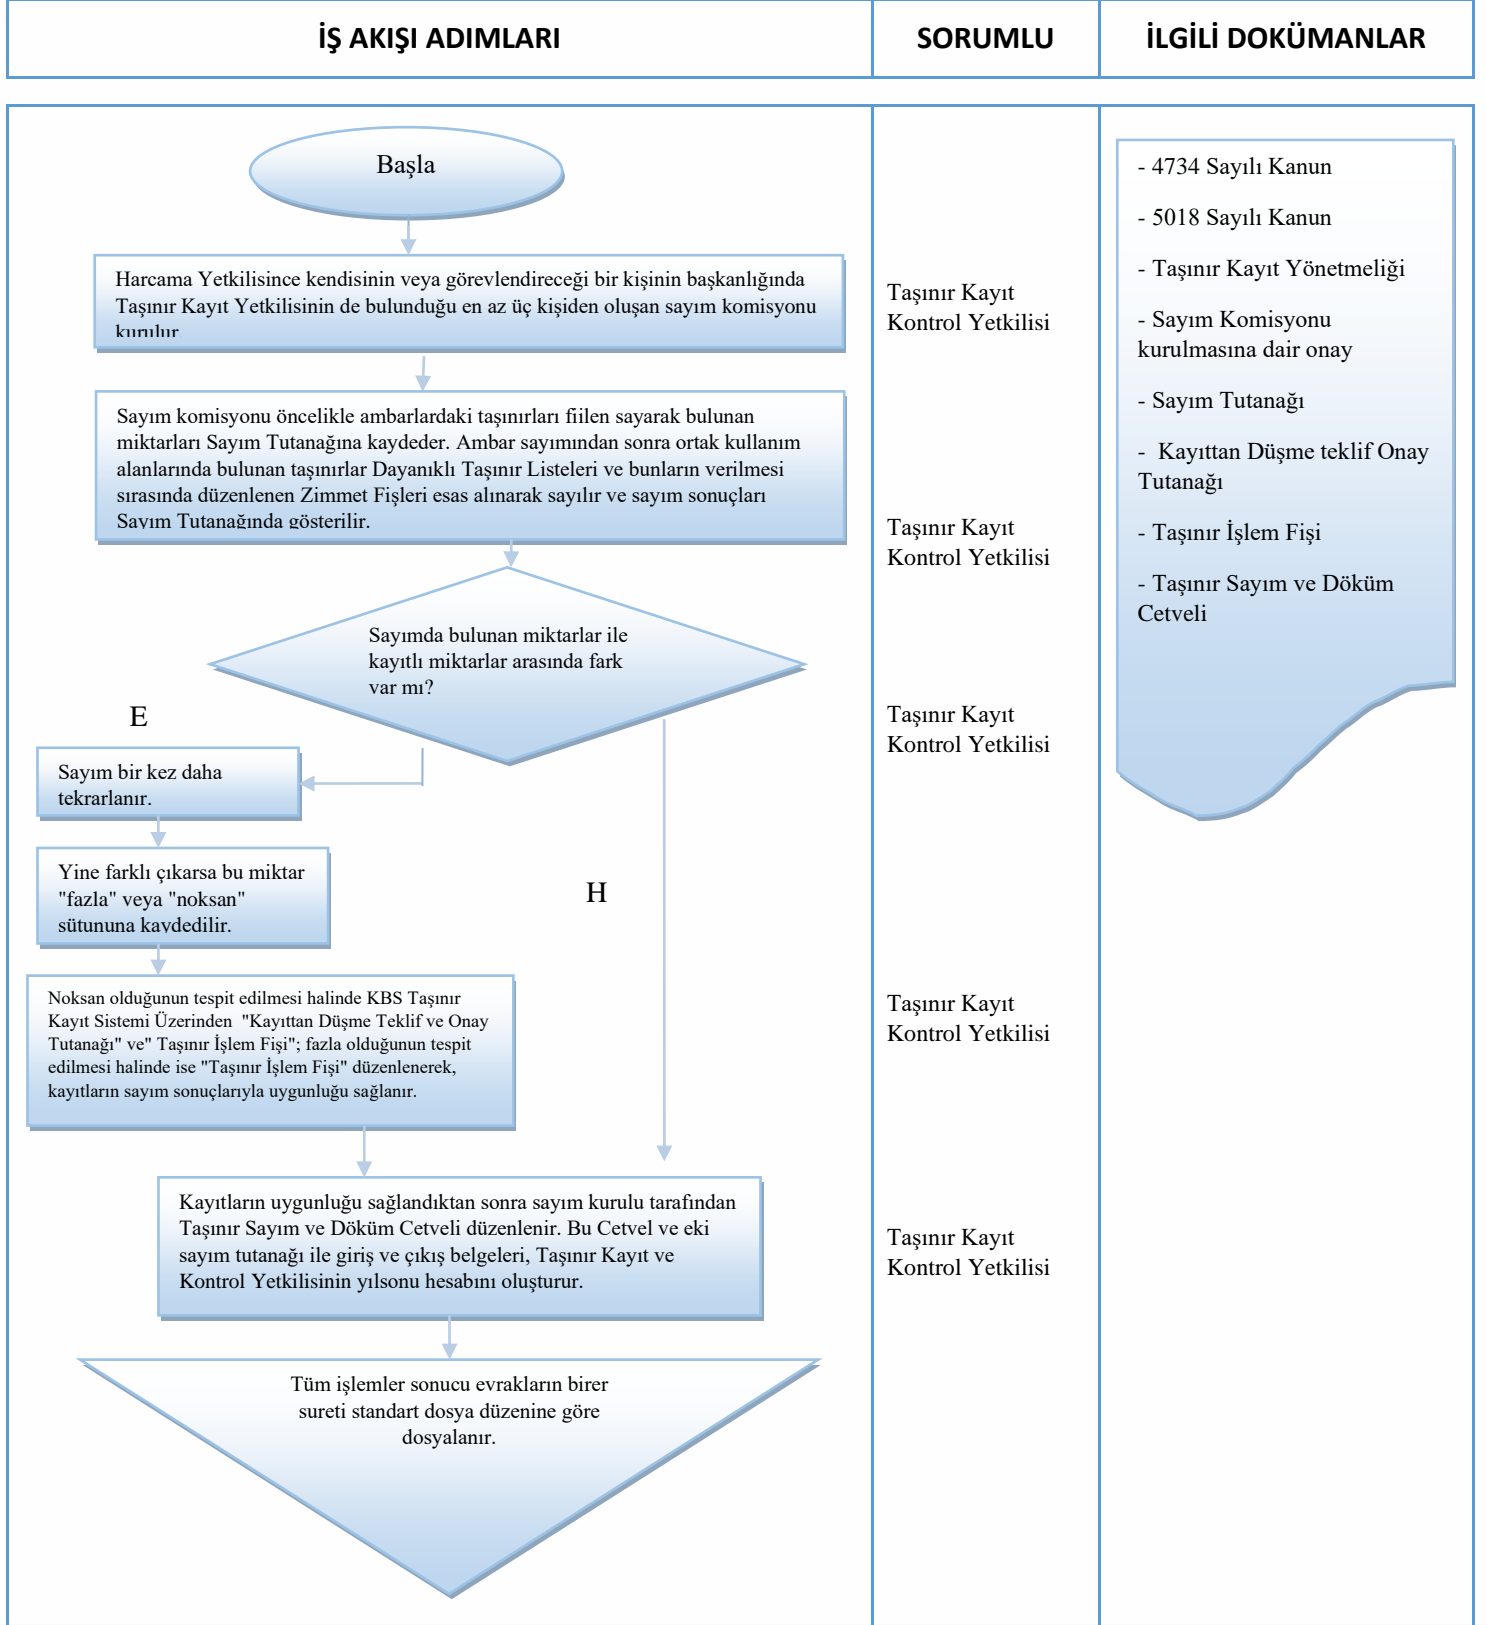 İŞ AKIŞI ADIMLARI
SORUMLU
İLGİLİ DOKÜMANLAR
Başla
Harcama Yetkilisince kendisinin veya görevlendireceği bir kişinin başkanlığında
Taşınır Kayıt Yetkilisinin de bulunduğu en az üç kişiden oluşan sayım komisyonu
kurulur
Sayım komisyonu öncelikle ambarlardaki taşınırları fiilen sayarak bulunan
miktarları Sayım Tutanağına kaydeder. Ambar sayımından sonra ortak kullanım
alanlarında bulunan taşınırlar Dayanıklı Taşınır Listeleri ve bunların verilmesi
sırasında düzenlenen Zimmet Fişleri esas alınarak sayılır ve sayım sonuçları
Sayım Tutanağında gösterilir.
Sayımda bulunan miktarlar ile
kayıtlı miktarlar arasında fark
var mı?
E
Sayım bir kez daha
tekrarlanır.
Yine farklı çıkarsa bu miktar
"fazla" veya "noksan"
sütununa kaydedilir.
H
Noksan olduğunun tespit edilmesi halinde KBS Taşınır
Kayıt Sistemi Üzerinden "Kayıttan Düşme Teklif ve Onay
Tutanağı" ve" Taşınır İşlem Fişi"; fazla olduğunun tespit
edilmesi halinde ise "Taşınır İşlem Fişi" düzenlenerek,
kayıtların sayım sonuçlarıyla uygunluğu sağlanır.
Kayıtların uygunluğu sağlandıktan sonra sayım kurulu tarafından
Taşınır Sayım ve Döküm Cetveli düzenlenir. Bu Cetvel ve eki
sayım tutanağı ile giriş ve çıkış belgeleri, Taşınır Kayıt ve
Kontrol Yetkilisinin yılsonu hesabını oluşturur.
Tüm işlemler sonucu evrakların birer
sureti standart dosya düzenine göre
dosyalanır.
Taşınır Kayıt
Kontrol Yetkilisi
Taşınır Kayıt
Kontrol Yetkilisi
Taşınır Kayıt
Kontrol Yetkilisi
Taşınır Kayıt
Kontrol Yetkilisi
Taşınır Kayıt
Kontrol Yetkilisi
- 4734 Sayılı Kanun
- 5018 Sayılı Kanun
- Taşınır Kayıt Yönetmeliği
- Sayım Komisyonu
kurulmasına dair onay
- Sayım Tutanağı
- Kayıttan Düşme teklif Onay
Tutanağı
- Taşınır İşlem Fişi
- Taşınır Sayım ve Döküm
Cetveli